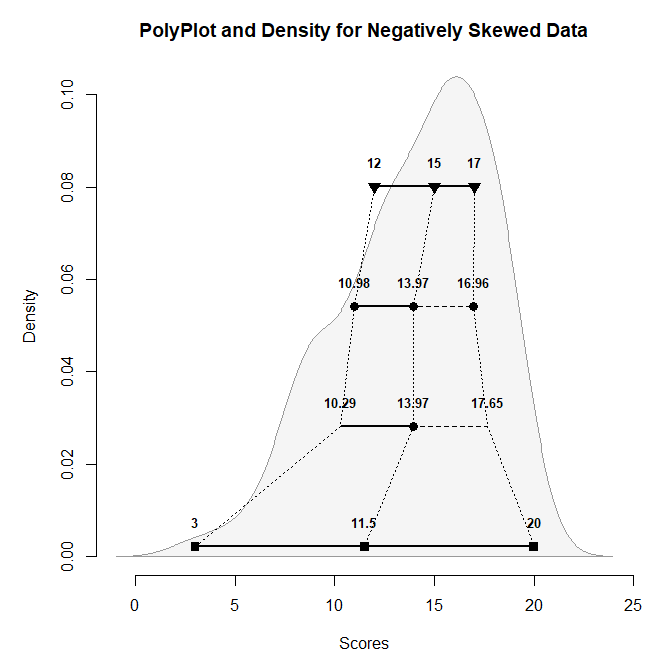 PolyPlot and Density for Negatively Skewed Data
0.10
12 15 17
0.08
10.98 13.97 16.96
0.06
Density
0.04
10.29 13.97 17.65
0.02
3 11.5 20
0.00
0 5 10 15 20 25
Scores